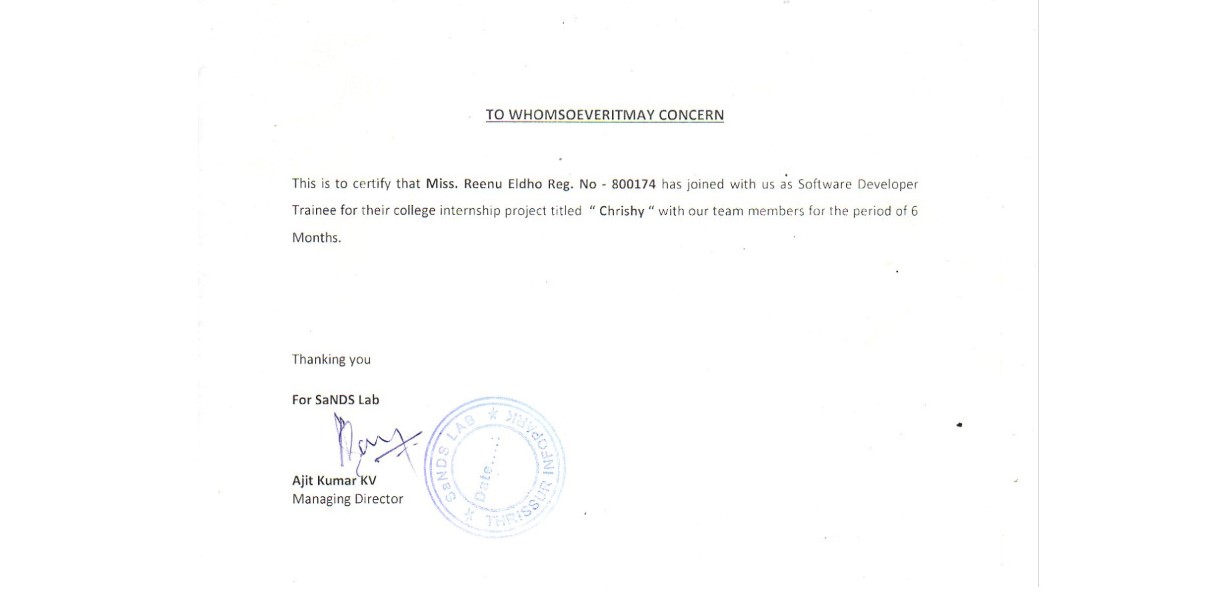 TO WHOMSOEVERITMAY CONCERN
This is to certify that Miss. Reenu Eldho Reg. No - 800174 has joined with us as Software Developer
Trainee for their college internship project titled “ Chrishy “ with our team members for the period of 6
Months.
Thanking you
For SaNDS Lab
SaNDS LAB * THRISSUR INFOPARK *
Date.....
Ajit Kumar KV
Managing Director